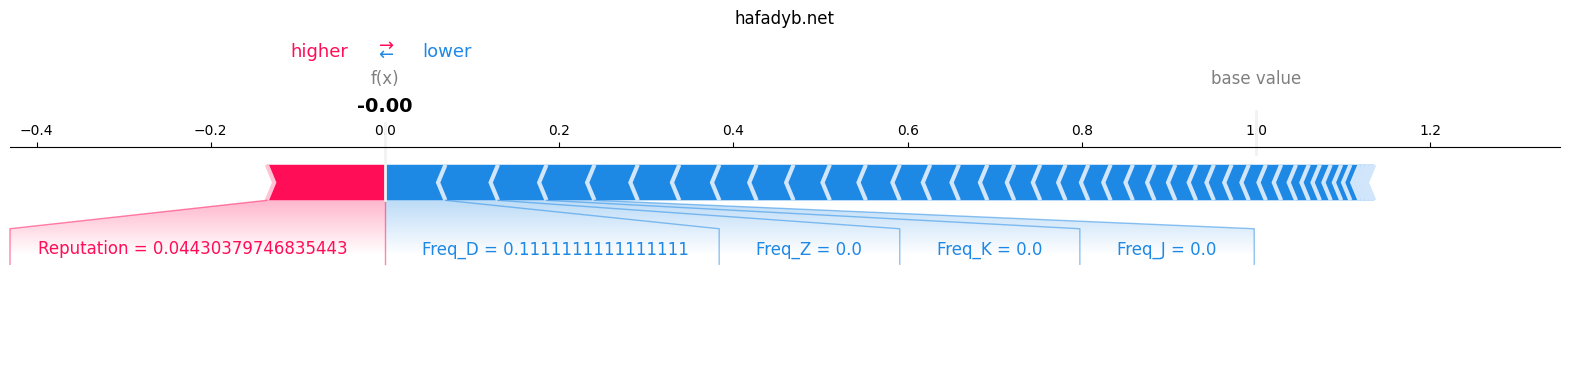 hafadyb.net
higher → ← lower
f(x) base value
-0.00
−0.4 −0.2 0.0 0.2 0.4 0.6 0.8 1.0 1.2
Reputation = 0.04430379746835443 Freq_D = 0.1111111111111111 Freq_Z = 0.0 Freq_K = 0.0 Freq_J = 0.0